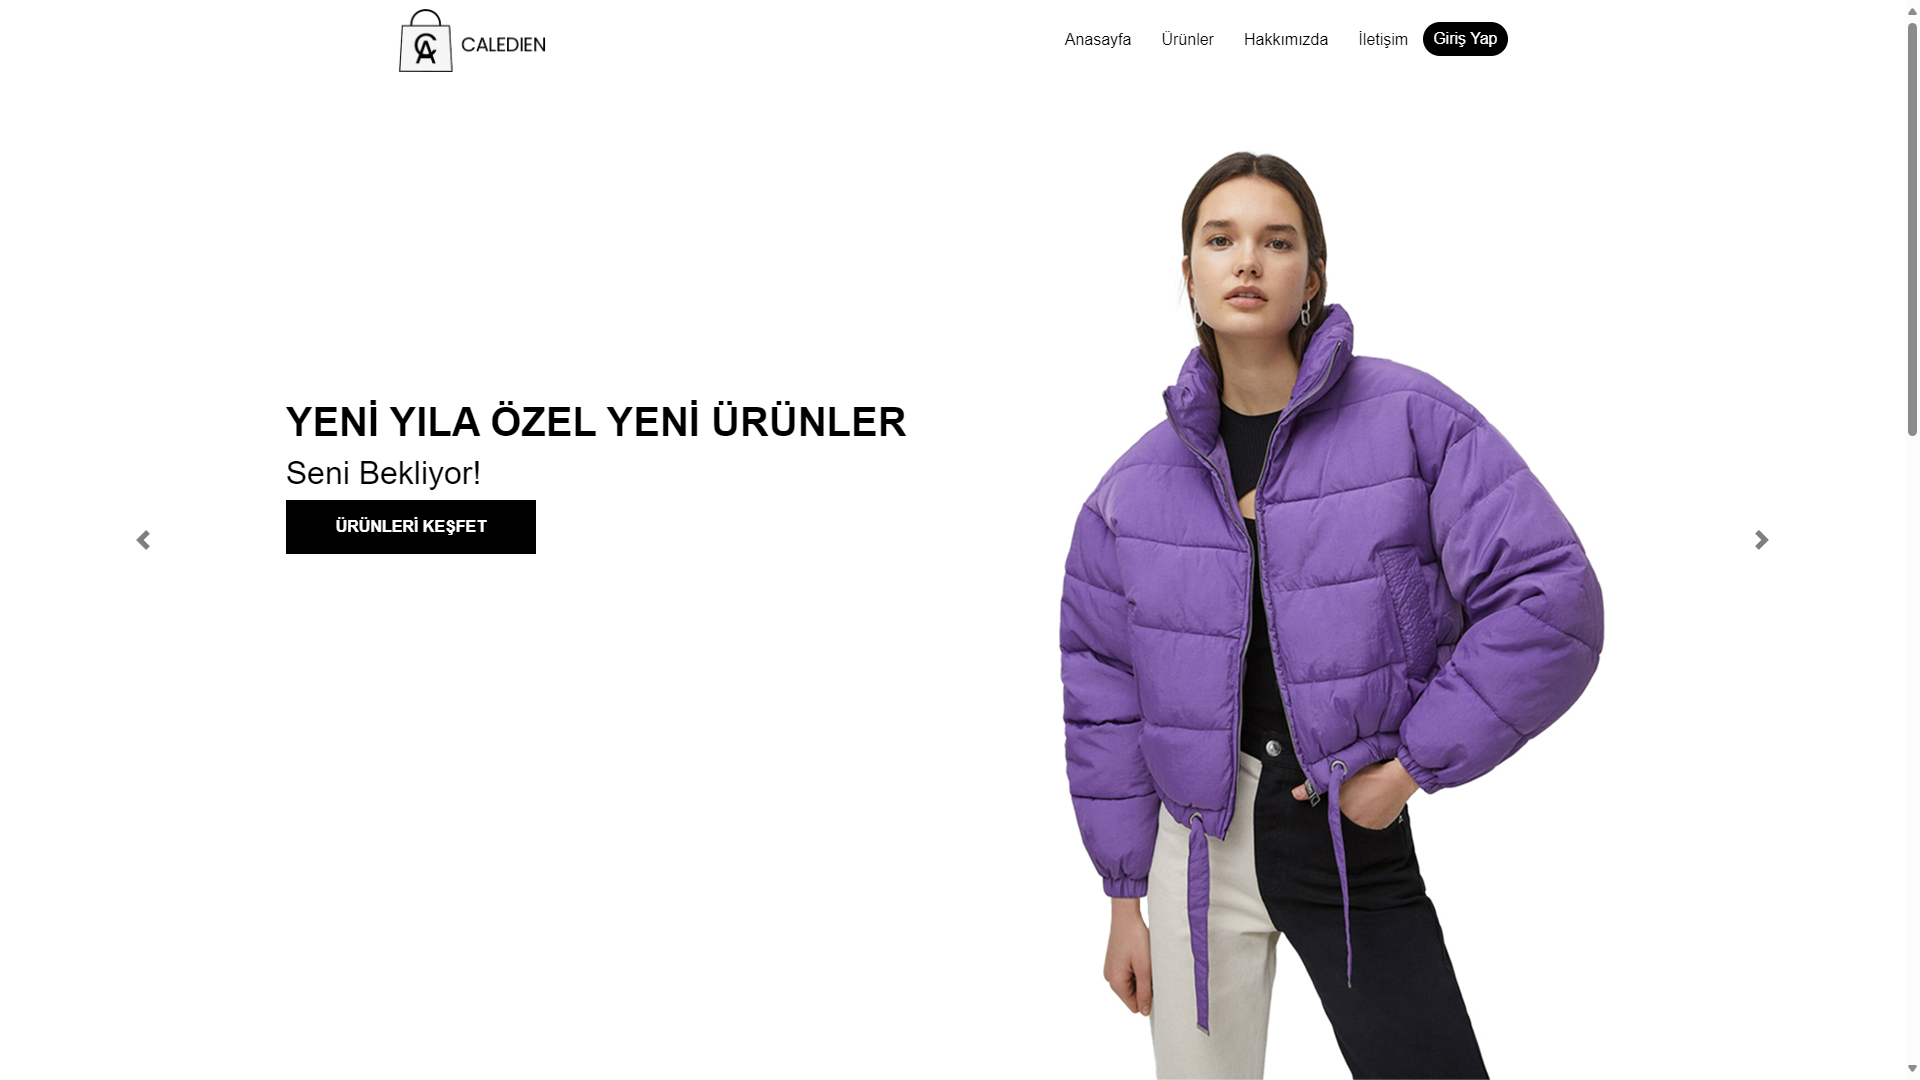 CA CALEDIEN
Anasayfa Ürünler Hakkımızda İletişim Giriş Yap
YENİ YILA ÖZEL YENİ ÜRÜNLER
Seni Bekliyor!
ÜRÜNLERİ KEŞFET